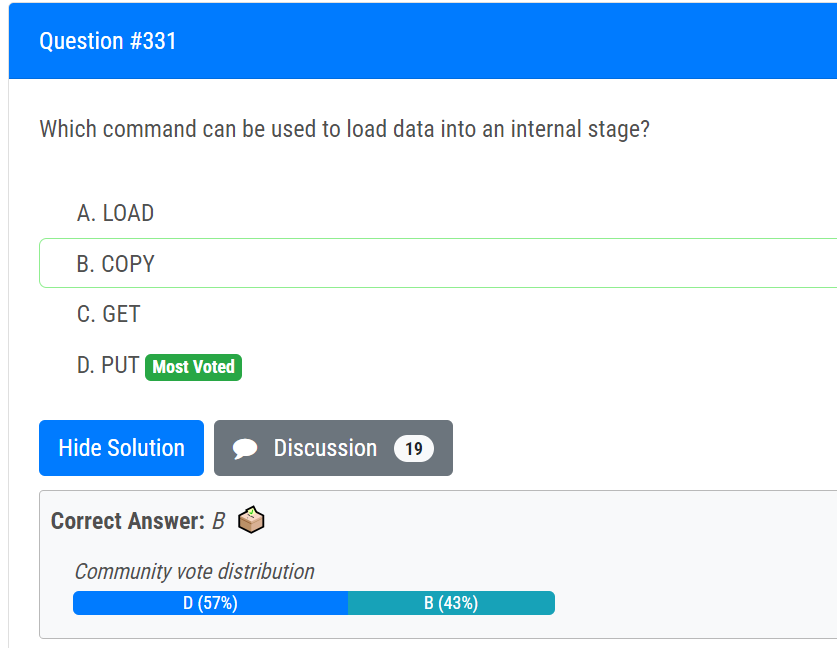 Question #331
Which command can be used to load data into an internal stage?
A. LOAD
B. COPY
C. GET
D. PUT Most Voted
Hide Solution Discussion 19
Correct Answer: B
Community vote distribution
D (57%) B (43%)